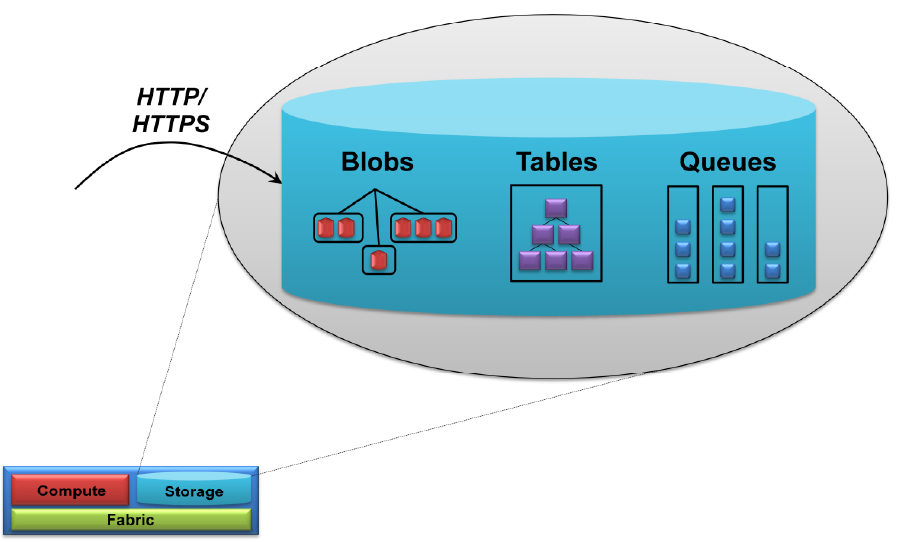 HTTP/
HTTPS
Blobs
Tables
Queues
Compute
Storage
Fabric